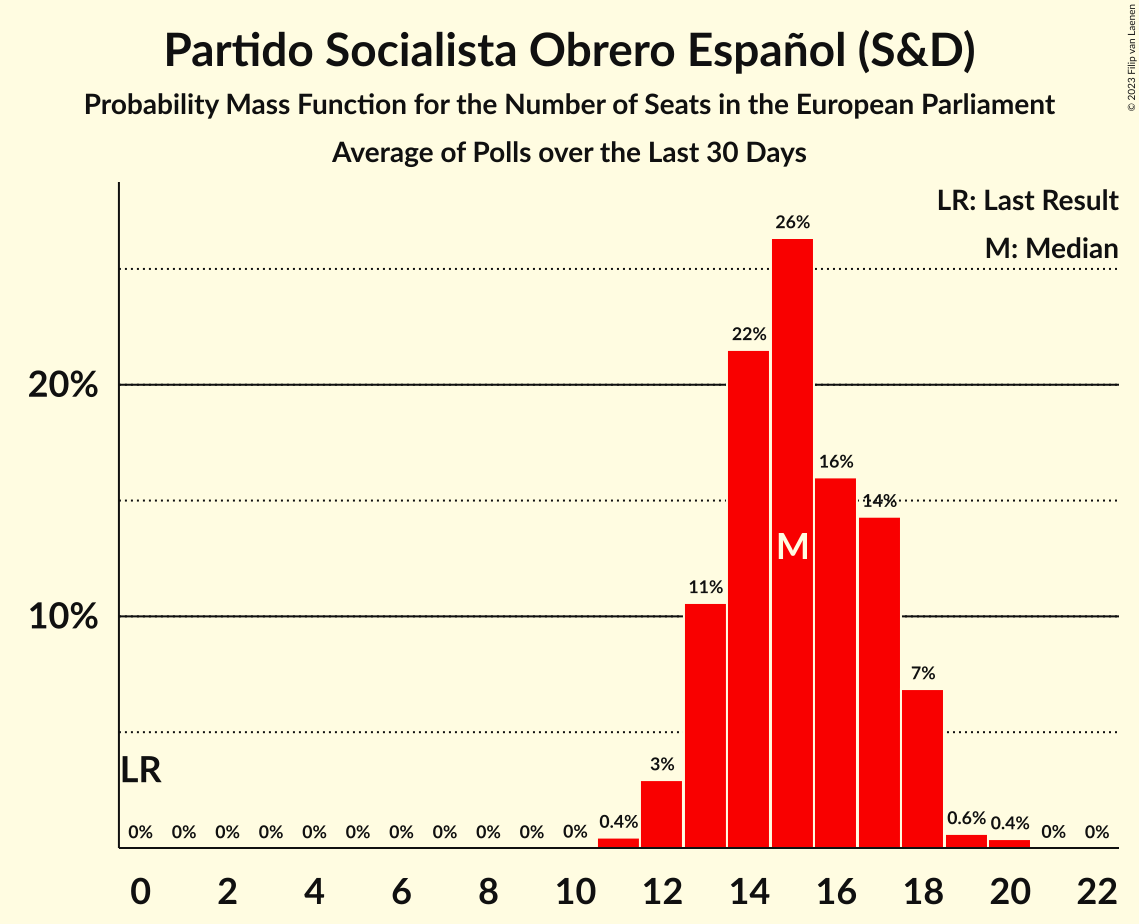 Partido Socialista Obrero Español (S&D)
Probability Mass Function for the Number of Seats in the European Parliament
Average of Polls over the Last 30 Days
© 2023 Filip van Laenen
LR: Last Result
M: Median
26%
22%
20%
16%
14%
M
11%
10%
7%
LR
3%
0% 0% 0% 0% 0% 0% 0% 0% 0% 0% 0% 0.4% 0.6% 0.4% 0% 0%
0 2 4 6 8 10 12 14 16 18 20 22